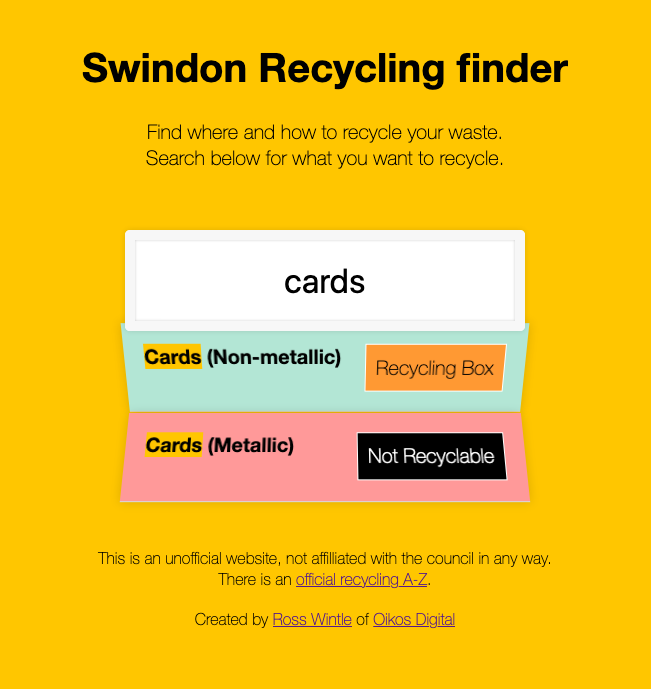 Swindon Recycling finder
Find where and how to recycle your waste.
Search below for what you want to recycle.
cards
Cards (Non-metallic)
Recycling Box
Cards (Metallic)
Not Recyclable
This is an unofficial website, not affilliated with the council in any way.
There is an official recycling A-Z.
Created by Ross Wintle of Oikos Digital